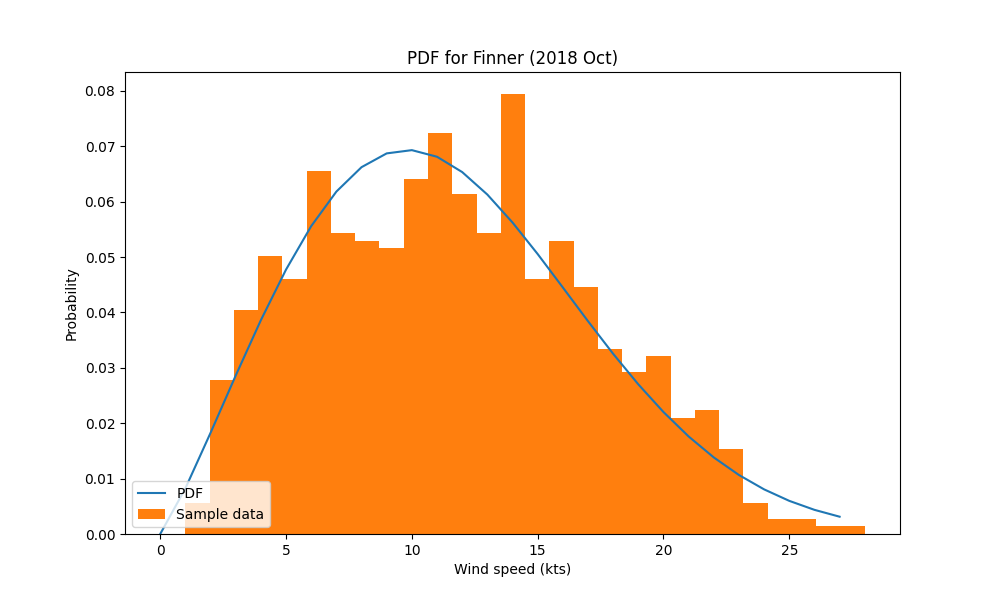 PDF for Finner (2018 Oct)
0.08
0.07
0.06
0.05
0.04
0.03
0.02
0.01
0.00
Probability
PDF
Sample data
0 5 10 15 20 25
Wind speed (kts)